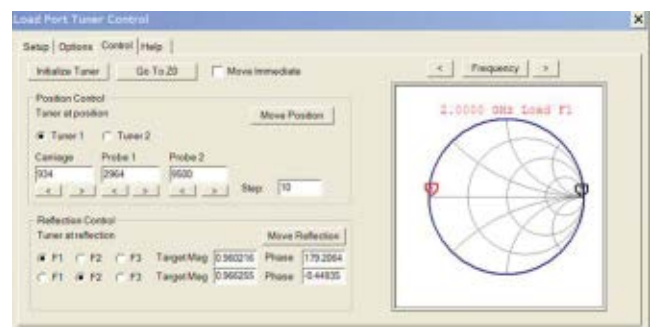 Load Port Tuner Control
Setup Options Control Help
Initialize Tuner Go To Z0 Move Immediate < Frequency >
Position Control
Tuner at position Move Position
Tuner 1 Tuner 2
Carriage Probe 1 Probe 2
934 2964 9500
< > < > < > Step 10
Reflection Control
Tuner at reflection Move Reflection
F1 F2 F3 Target Mag 0.960216 Phase 179.2064
F1 F2 F3 Target Mag 0.966255 Phase -0.44935
2.0000 GHz Load F1